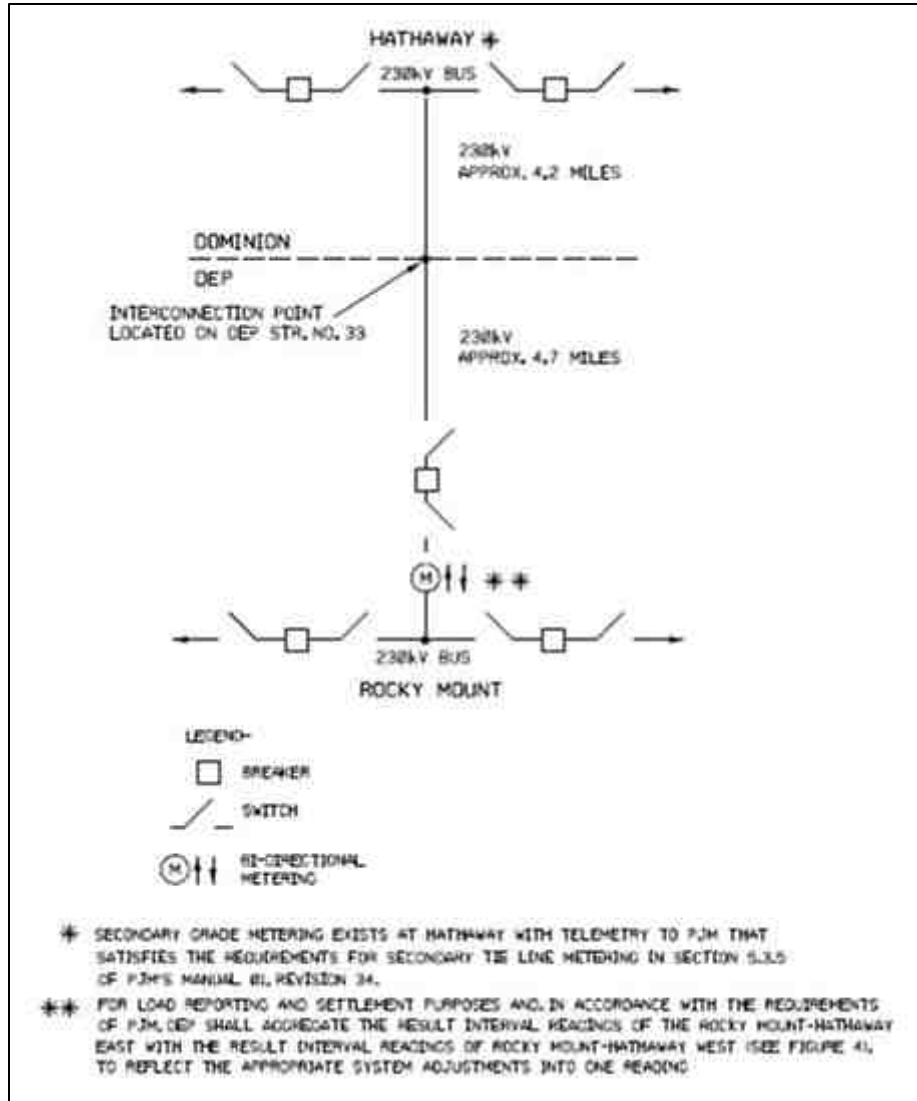 HATHAWAY *
230kV BUS
230kV
APPROX. 4.2 MILES
DOMINION
DEP
INTERCONNECTION POINT
LOCATED ON DEP STR. NO. 33
230kV
APPROX. 4.7 MILES
M
* *
230kV BUS
ROCKY MOUNT
LEGEND-
BREAKER
SWITCH
M
BI-DIRECTIONAL
METERING
* SECONDARY GRADE METERING EXISTS AT HATHAWAY WITH TELEMETRY TO PJM THAT
SATISFIES THE REQUIREMENTS FOR SECONDARY TIE LINE METERING IN SECTION 5.3.5
OF PJM'S MANUAL 01, REVISION 34.
** FOR LOAD REPORTING AND SETTLEMENT PURPOSES AND, IN ACCORDANCE WITH THE REQUIREMENTS
OF PJM, DEP SHALL AGGREGATE THE RESULT INTERVAL READINGS OF THE ROCKY MOUNT-HATHAWAY
EAST WITH THE RESULT INTERVAL READINGS OF ROCKY MOUNT-HATHAWAY WEST (SEE FIGURE 4),
TO REFLECT THE APPROPRIATE SYSTEM ADJUSTMENTS INTO ONE READING